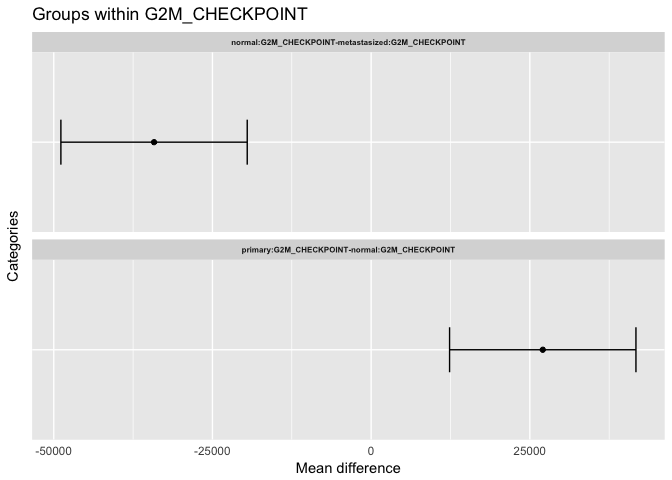 Groups within G2M_CHECKPOINT
normal:G2M_CHECKPOINT-metastasized:G2M_CHECKPOINT
primary:G2M_CHECKPOINT-normal:G2M_CHECKPOINT
Categories
-50000 -25000 0 25000
Mean difference